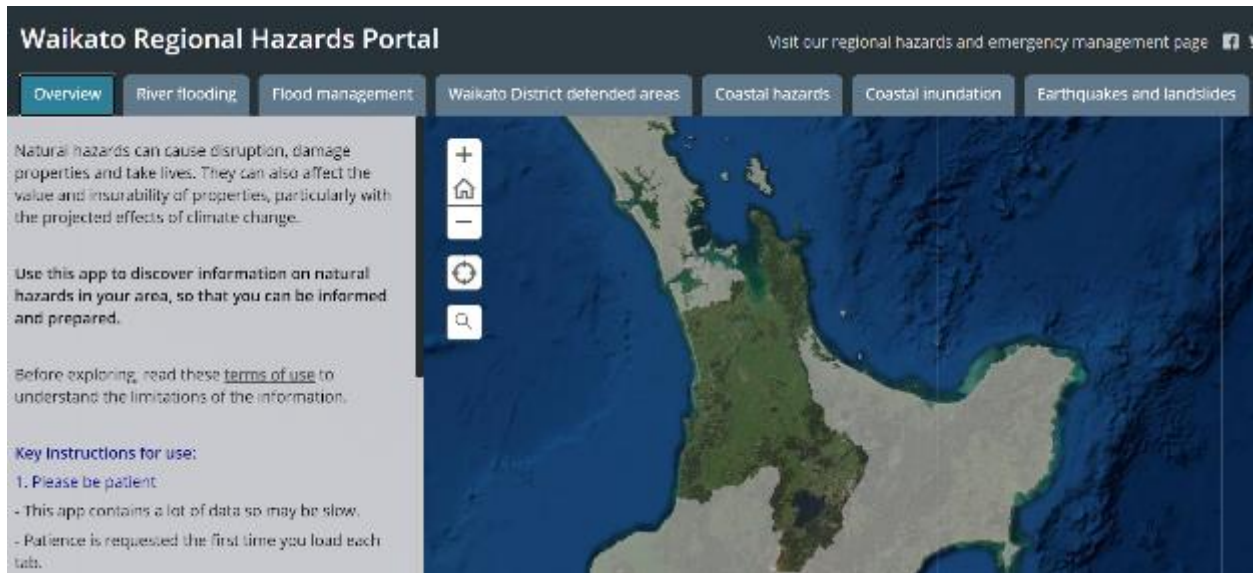 Waikato Regional Hazards Portal
Visit our regional hazards and emergency management page
Overview
River flooding
Flood management
Waikato District defended areas
Coastal hazards
Coastal inundation
Earthquakes and landslides
Natural hazards can cause disruption, damage
properties and take lives. They can also affect the
value and insurability of properties, particularly with
the projected effects of climate change.
Use this app to discover information on natural
hazards in your area, so that you can be informed
and prepared.
Before exploring, read these terms of use to
understand the limitations of the information.
Key instructions for use:
1. Please be patient
- This app contains a lot of data so may be slow.
- Patience is requested the first time you load each
tab.